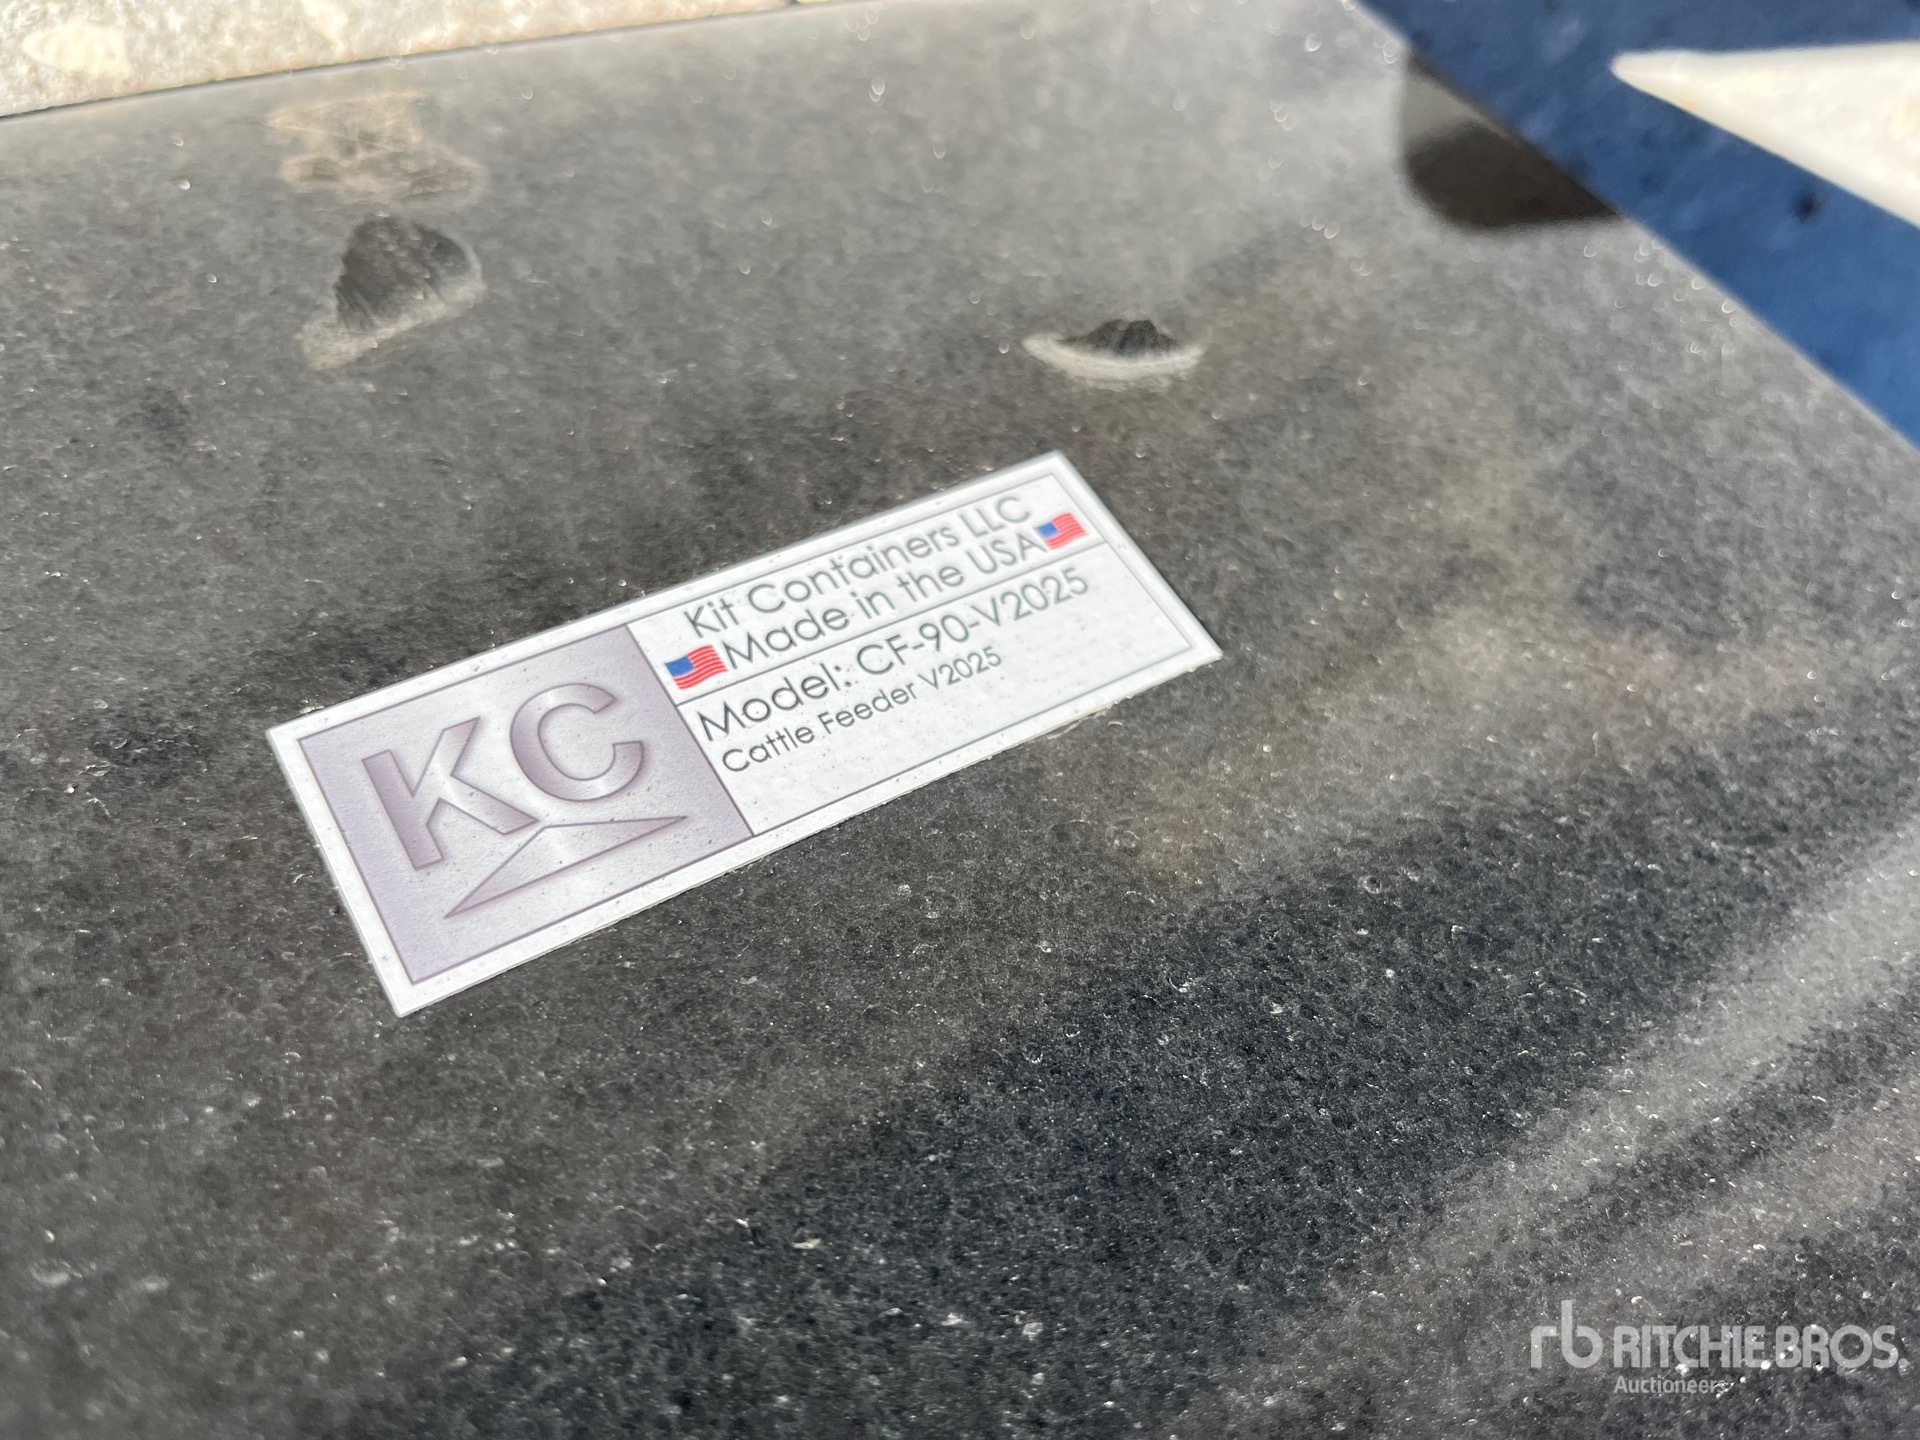 KC
Kit Containers LLC
Made in the USA
Model: CF-90-V2025
Cattle Feeder V2025
rb RITCHIE BROS.
Auctioneers